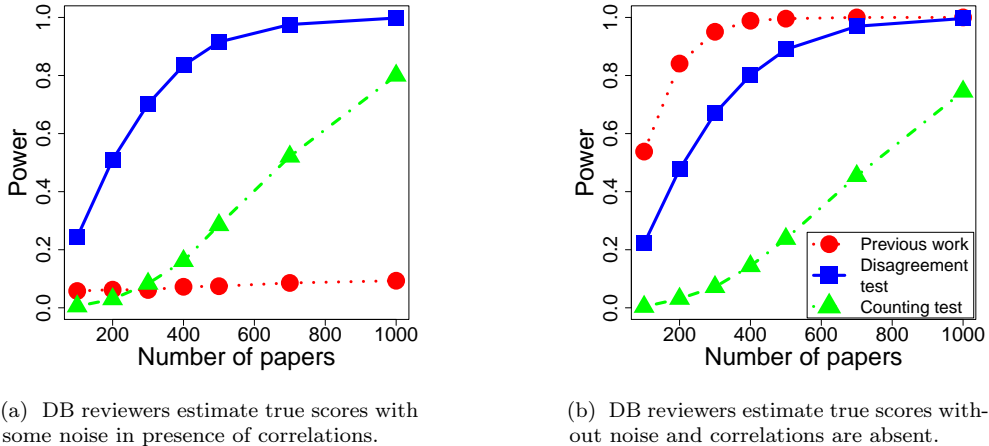 1.0
0.8
0.6
0.4
0.2
0.0
Power
200 400 600 800 1000
Number of papers
(a) DB reviewers estimate true scores with
some noise in presence of correlations.
1.0
0.8
0.6
0.4
0.2
0.0
Power
Previous work
Disagreement
test
Counting test
200 400 600 800 1000
Number of papers
(b) DB reviewers estimate true scores with-
out noise and correlations are absent.